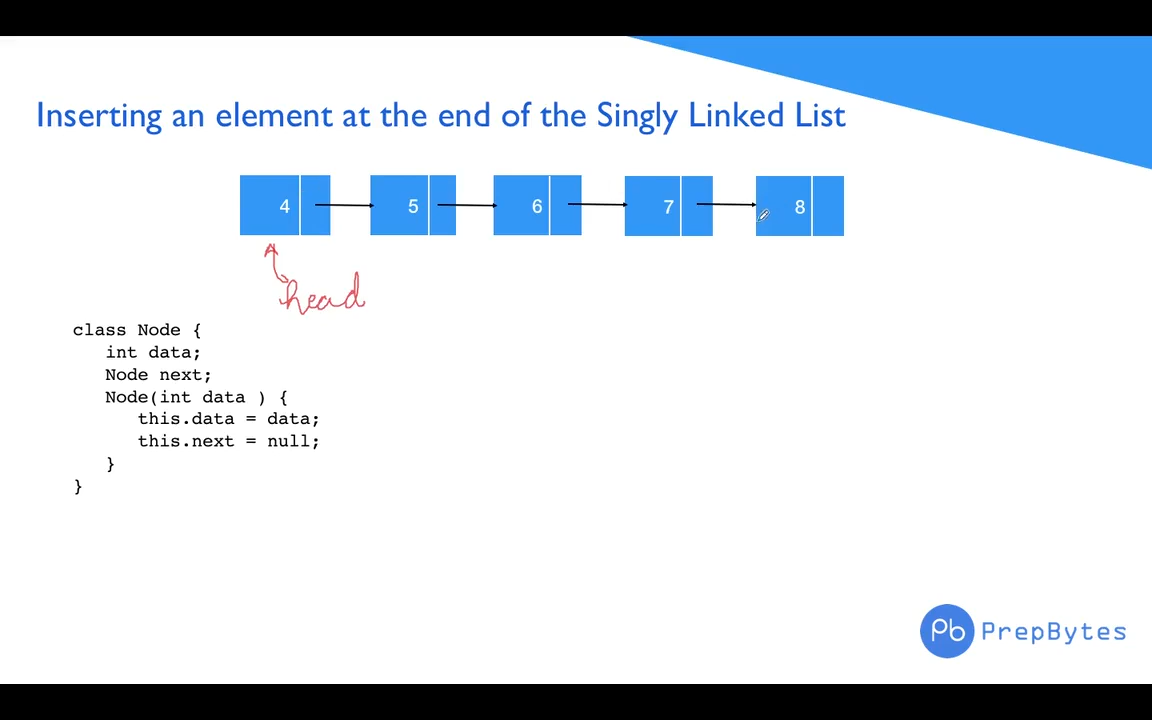 Inserting an element at the end of the Singly Linked List
4 5 6 7 8
head
class Node {
int data;
Node next;
Node(int data ) {
this.data = data;
this.next = null;
}
}
Pb PrepBytes